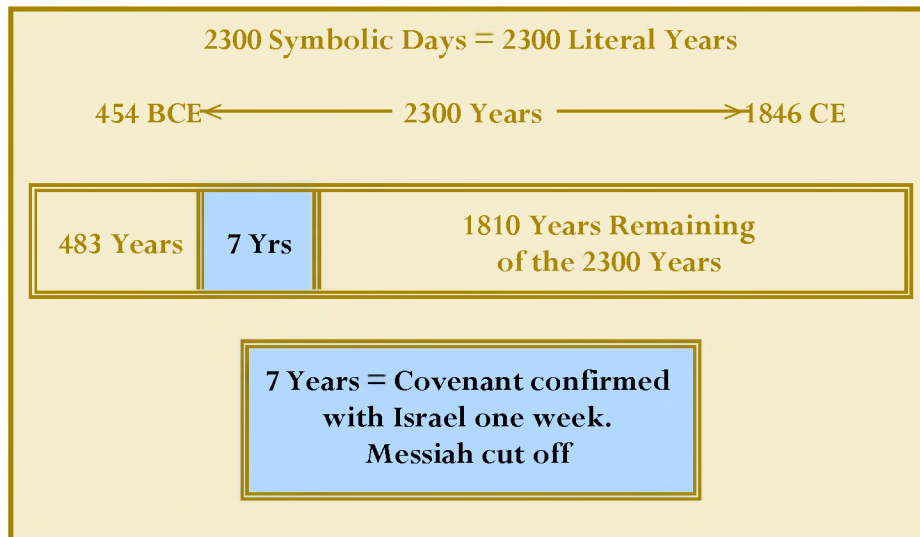 2300 Symbolic Days = 2300 Literal Years
454 BCE 2300 Years 1846 CE
483 Years
7 Yrs
1810 Years Remaining
of the 2300 Years
7 Years = Covenant confirmed
with Israel one week.
Messiah cut off